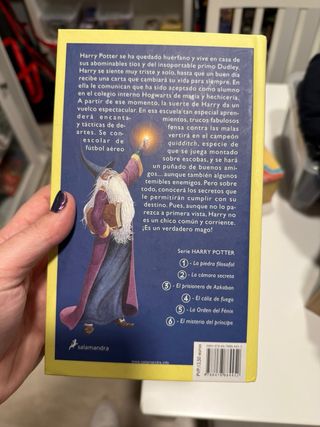 Harry Potter se ha quedado huérfano y vive en casa de
sus abominables tíos y del insoportable primo Dudley.
Harry se siente muy triste y solo, hasta que un buen día
recibe una carta que cambiará su vida para siempre. En
ella le comunican que ha sido aceptado como alumno
en el colegio interno Hogwarts de magia y hechicería.
A partir de ese momento, la suerte de Harry da un
vuelco espectacular. En esa escuela tan especial apren-
derá encanta- mientos, trucos fabulosos
y tácticas de de- fensa contra las malas
artes. Se con- vertirá en el campeón
escolar de quidditch, especie de
fútbol aéreo que se juega montado
sobre escobas, y se hará
un puñado de buenos ami-
gos... aunque también algunos
temibles enemigos. Pero sobre
todo, conocerá los secretos que
le permitirán cumplir con su
destino. Pues, aunque no lo pa-
rezca a primera vista, Harry no
es un chico común y corriente.
¡Es un verdadero mago!
Serie HARRY POTTER
1 - La piedra filosofal
2 - La cámara secreta
3 - El prisionero de Azkaban
4 - El cáliz de fuego
5 - La Orden del Fénix
6 - El misterio del príncipe
salamandra
www.salamandra.info